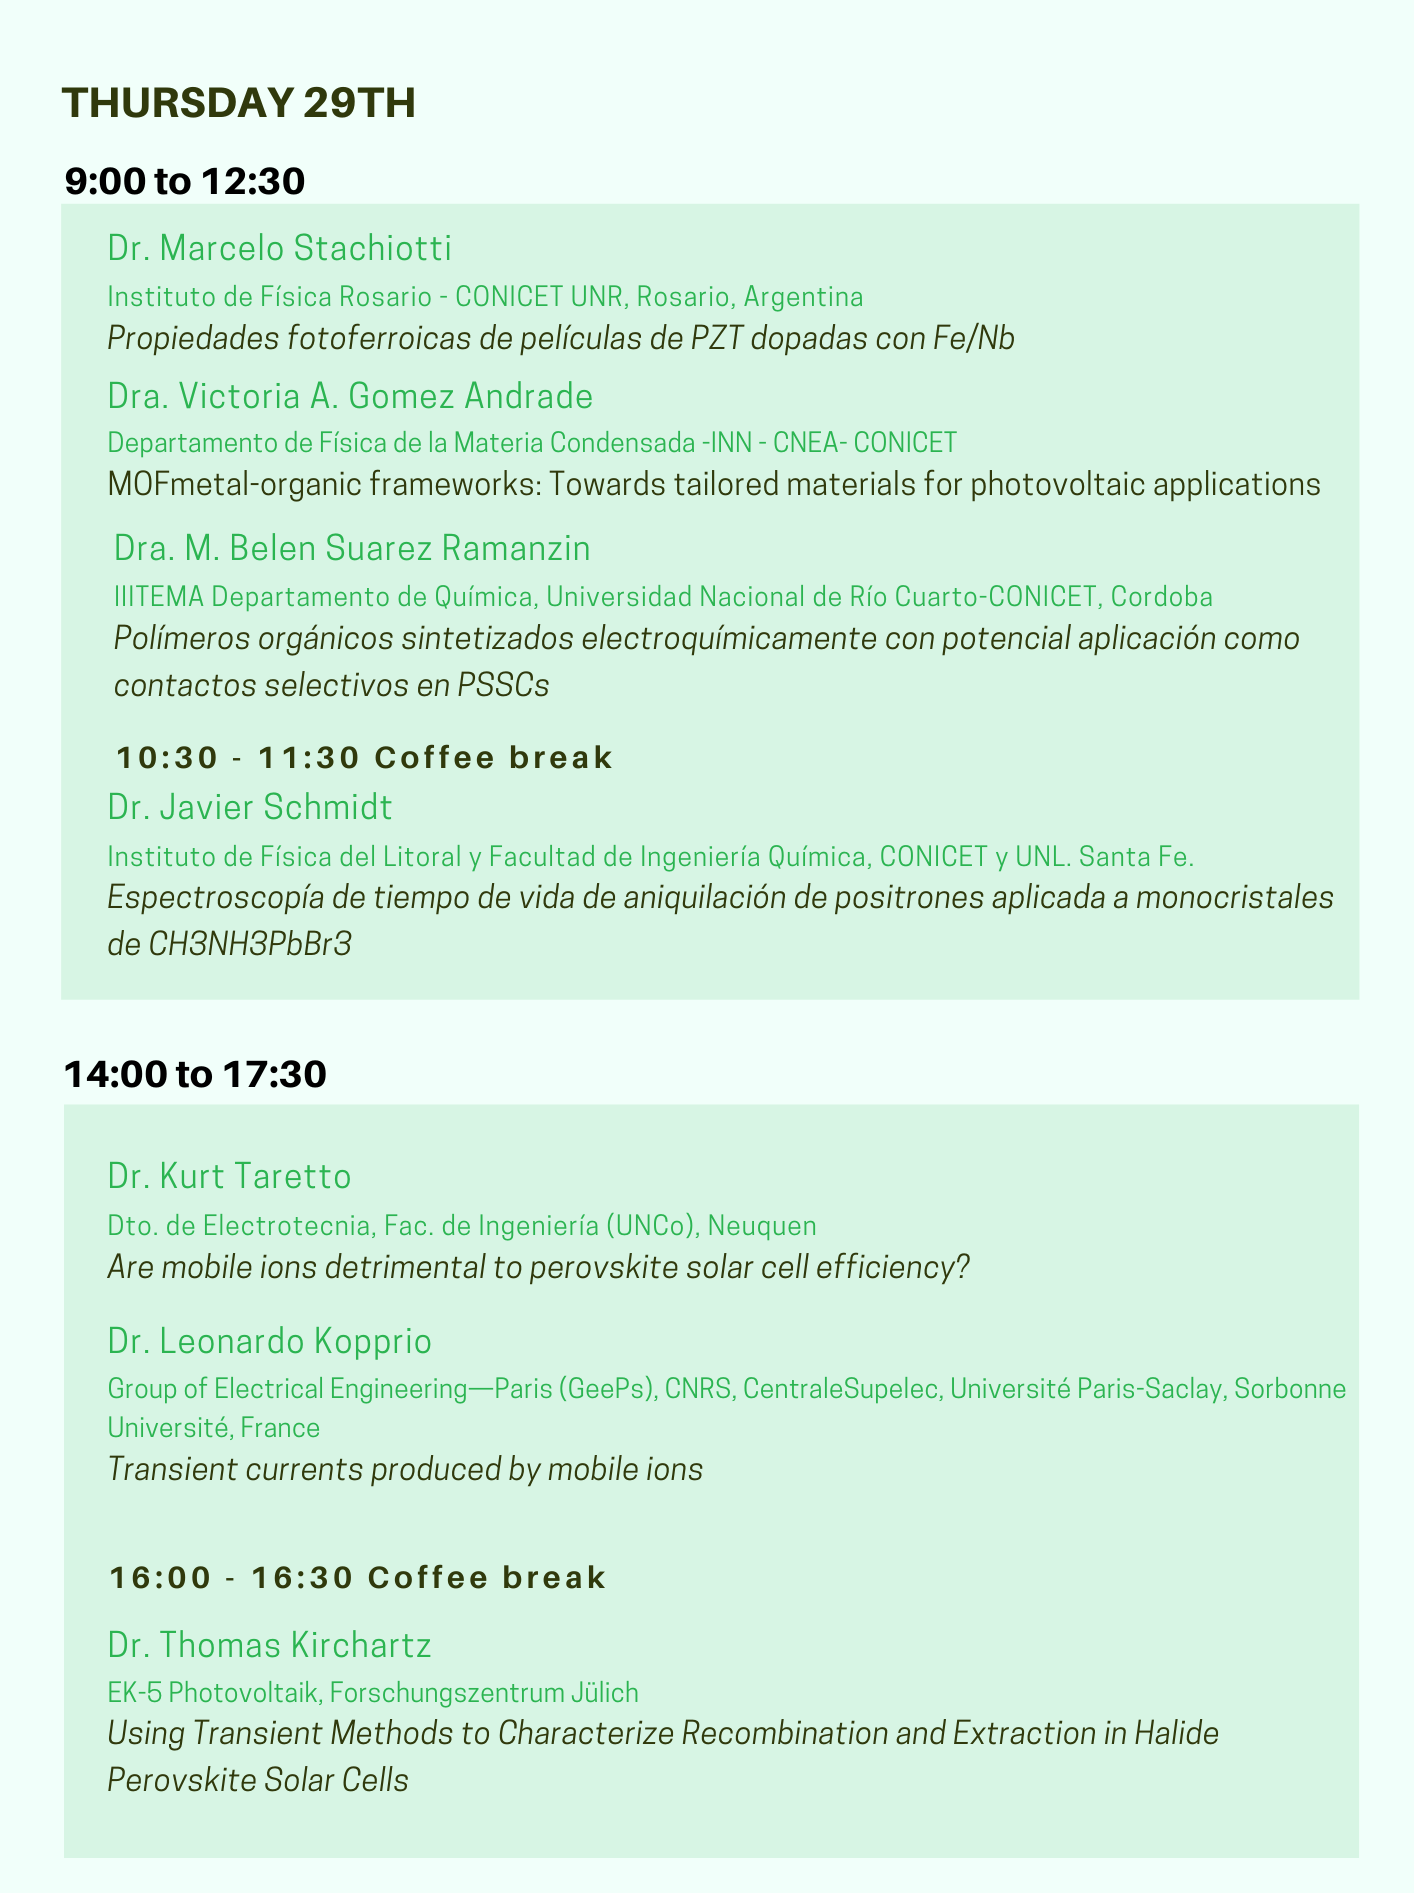 THURSDAY 29TH
9:00 to 12:30
Dr. Marcelo Stachiotti
Instituto de Física Rosario - CONICET UNR, Rosario, Argentina
Propiedades fotoferroicas de películas de PZT dopadas con Fe/Nb
Dra. Victoria A. Gomez Andrade
Departamento de Física de la Materia Condensada -INN - CNEA- CONICET
MOFmetal-organic frameworks: Towards tailored materials for photovoltaic applications
Dra. M. Belen Suarez Ramanzin
IIITEMA Departamento de Química, Universidad Nacional de Río Cuarto-CONICET, Cordoba
Polímeros orgánicos sintetizados electroquímicamente con potencial aplicación como
contactos selectivos en PSSCs
10:30 - 11:30 Coffee break
Dr. Javier Schmidt
Instituto de Física del Litoral y Facultad de Ingeniería Química, CONICET y UNL. Santa Fe.
Espectroscopía de tiempo de vida de aniquilación de positrones aplicada a monocristales
de CH3NH3PbBr3
14:00 to 17:30
Dr. Kurt Taretto
Dto. de Electrotecnia, Fac. de Ingeniería (UNCo), Neuquen
Are mobile ions detrimental to perovskite solar cell efficiency?
Dr. Leonardo Kopprio
Group of Electrical Engineering—Paris (GeePs), CNRS, CentraleSupelec, Université Paris-Saclay, Sorbonne
Université, France
Transient currents produced by mobile ions
16:00 - 16:30 Coffee break
Dr. Thomas Kirchartz
EK-5 Photovoltaik, Forschungszentrum Jülich
Using Transient Methods to Characterize Recombination and Extraction in Halide
Perovskite Solar Cells